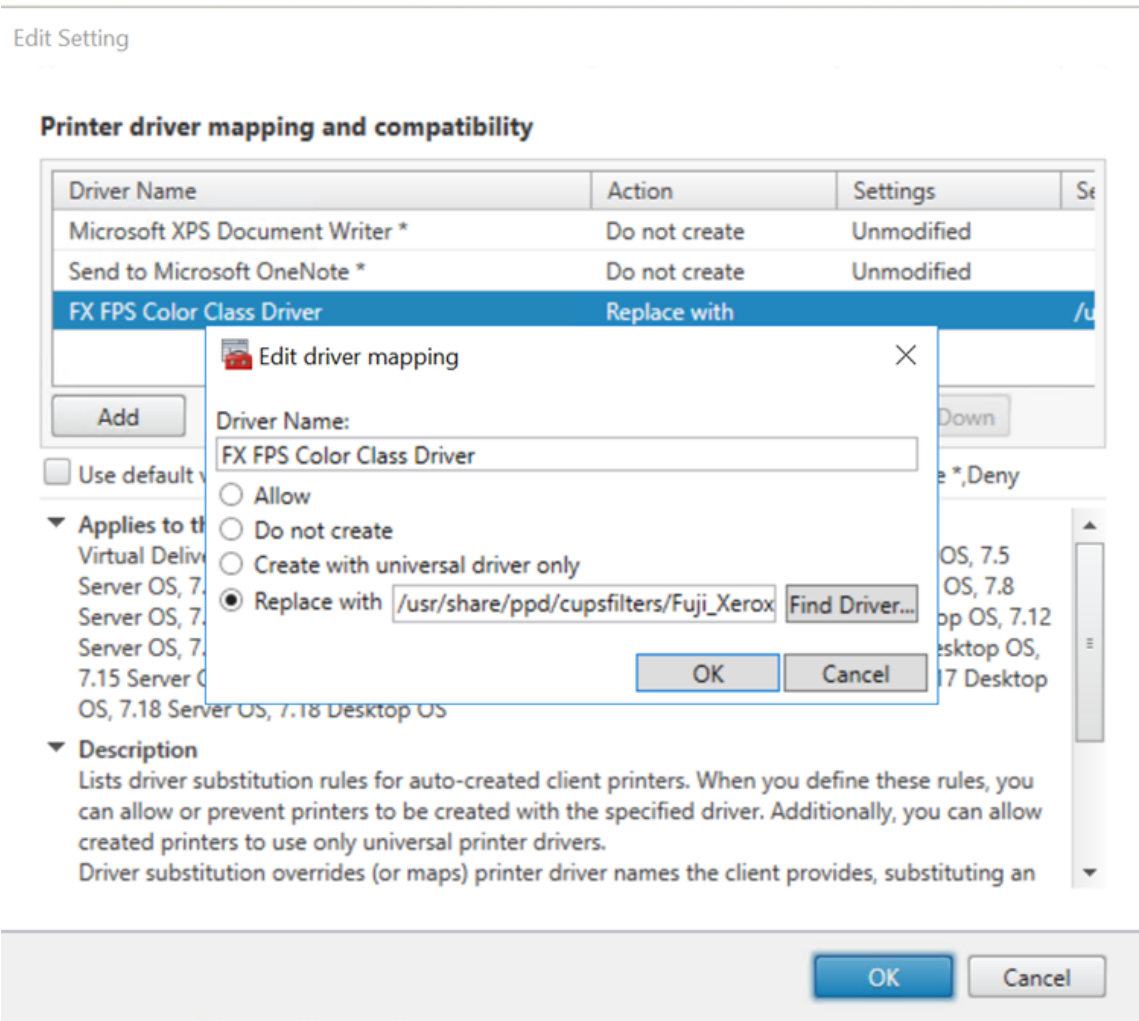 Edit Setting
Printer driver mapping and compatibility
Driver Name Action Settings
Microsoft XPS Document Writer * Do not create Unmodified
Send to Microsoft OneNote * Do not create Unmodified
FX FPS Color Class Driver Replace with
Edit driver mapping
Add Down
Driver Name:
FX FPS Color Class Driver
Use default *,Deny
Allow
Applies to
Do not create
Virtual OS, 7.5
Create with universal driver only
Server OS, OS, 7.8
Replace with /usr/share/ppd/cupsfilters/Fuji_Xerox Find Driver...
Server OS, OS, 7.12
Server OS, OS,
OK Cancel
7.15 Server Desktop
OS, 7.18 Server OS, 7.18 Desktop OS
Description
Lists driver substitution rules for auto-created client printers. When you define these rules, you
can allow or prevent printers to be created with the specified driver. Additionally, you can allow
created printers to use only universal printer drivers.
Driver substitution overrides (or maps) printer driver names the client provides, substituting an
OK Cancel